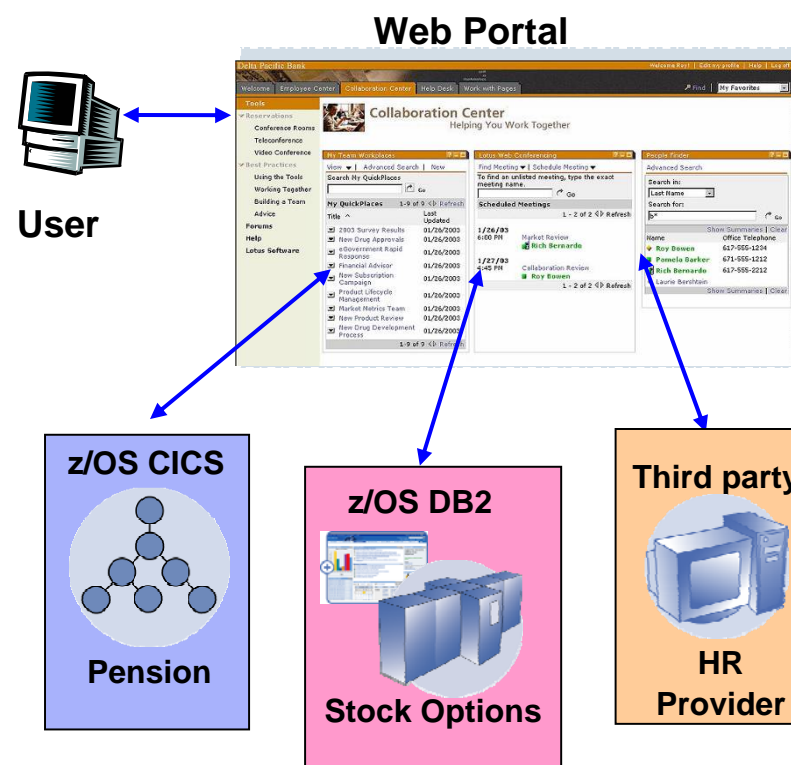 Web Portal
Delta Pacific Bank
Welcome Roy! | Edit my profile | Help | Log off
Welcome | Employee Center | Collaboration Center | Help Desk | Work with Pages
Find | My Favorites
Tools
Reservations
Conference Rooms
Teleconference
Video Conference
Best Practices
Using the Tools
Working Together
Building a Team
Advice
Forums
Help
Lotus Software
Collaboration Center
Helping You Work Together
My Team Workplaces
View | Advanced Search | New
Search My QuickPlaces
Go
My QuickPlaces 1-9 of 9 Refresh
Title Last Updated
2003 Survey Results 01/26/2003
New Drug Approvals 01/26/2003
eGovernment Rapid Response 01/26/2003
Financial Advisor 01/26/2003
New Subscription Campaign 01/26/2003
Product Lifecycle Management 01/26/2003
Market Metrics Team 01/26/2003
New Product Review 01/26/2003
New Drug Development Process 01/26/2003
1-9 of 9 Refresh
Lotus Web Conferencing
Find Meeting | Schedule Meeting
To find an unlisted meeting, type the exact
meeting name.
Go
Scheduled Meetings
1 - 2 of 2 Refresh
1/26/03
6:00 PM Market Review
Rich Bernardo
1/27/03
4:45 PM Collaboration Review
Roy Bowen
1 - 2 of 2 Refresh
People Finder
Advanced Search
Search in:
Last Name
Search for:
b*
Go
Show Summaries | Clear
Name Office Telephone
Roy Bowen 617-555-1234
Pamela Barker 617-555-2212
Rich Bernardo 617-555-1212
Laurie Bershtain
Show Summaries | Clear
User
z/OS CICS
Pension
z/OS DB2
Stock Options
Third party
HR
Provider